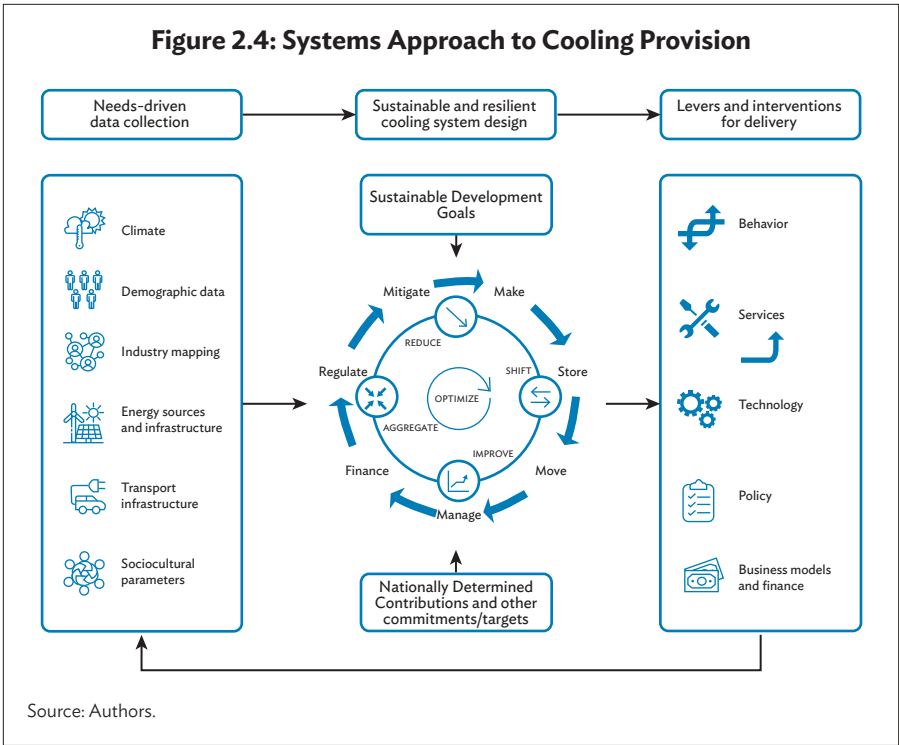 Figure 2.4: Systems Approach to Cooling Provision
Needs-driven
data collection
Sustainable and resilient
cooling system design
Levers and interventions
for delivery
Climate
Demographic data
Industry mapping
Energy sources
and infrastructure
Transport
infrastructure
Sociocultural
parameters
Sustainable Development
Goals
Mitigate
Make
REDUCE
Regulate
SHIFT
Store
OPTIMIZE
AGGREGATE
IMPROVE
Finance
Move
Manage
Nationally Determined
Contributions and other
commitments/targets
Behavior
Services
Technology
Policy
Business models
and finance
Source: Authors.